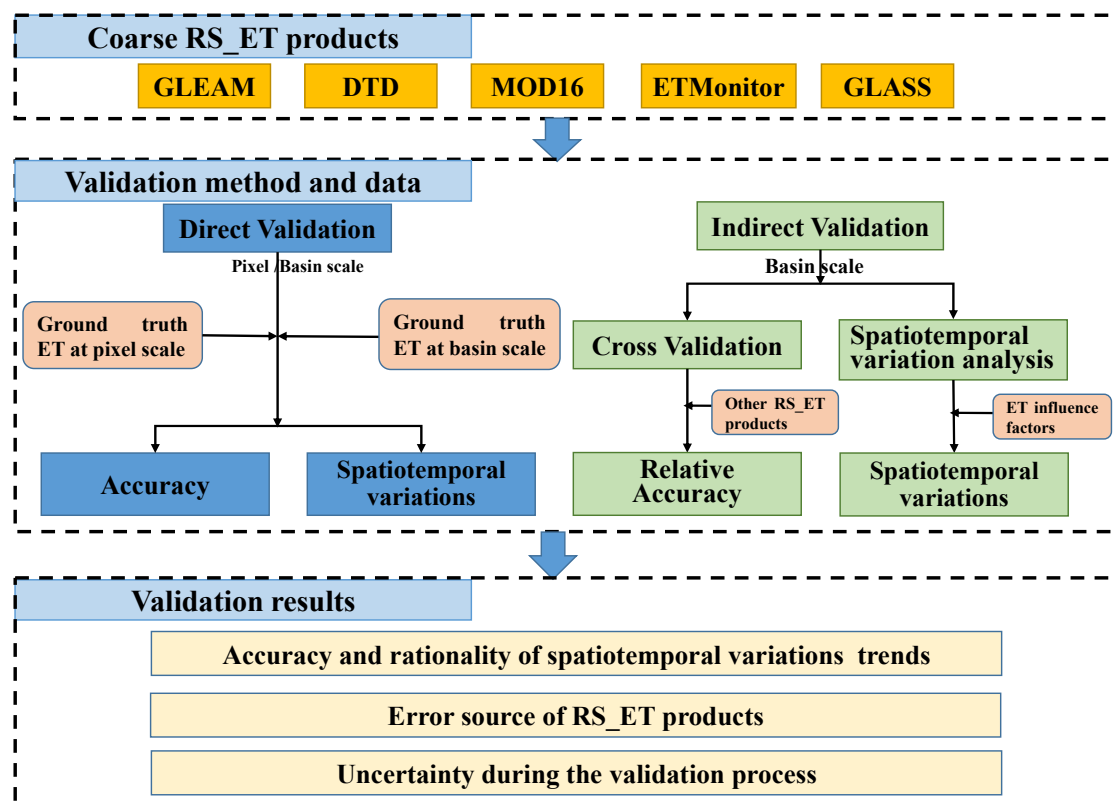 Coarse RS_ET products
GLEAM
DTD
MOD16
ETMonitor
GLASS
Validation method and data
Direct Validation
Pixel /Basin scale
Ground truth
ET at pixel scale
Ground truth
ET at basin scale
Accuracy
Spatiotemporal
variations
Indirect Validation
Basin scale
Cross Validation
Spatiotemporal
variation analysis
Other RS_ET
products
ET influence
factors
Relative
Accuracy
Spatiotemporal
variations
Validation results
Accuracy and rationality of spatiotemporal variations trends
Error source of RS_ET products
Uncertainty during the validation process